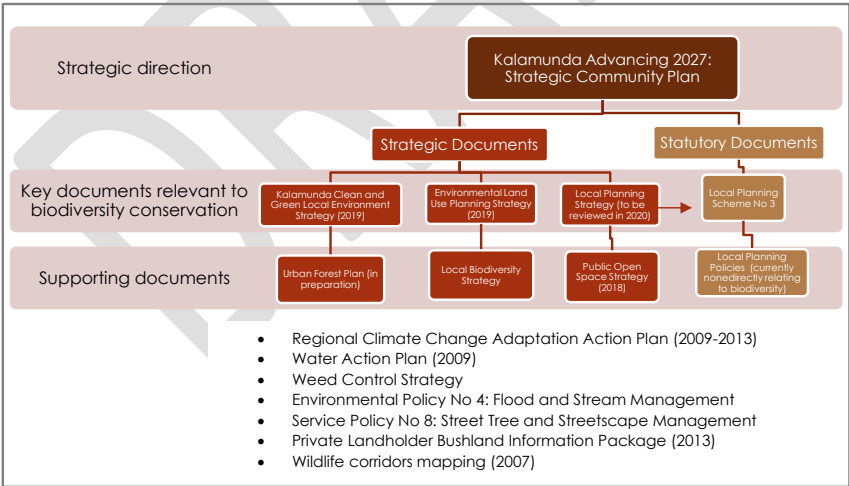 Strategic direction
Kalamunda Advancing 2027:
Strategic Community Plan
Strategic Documents
Statutory Documents
Key documents relevant to
biodiversity conservation
Kalamunda Clean and
Green Local Environment
Strategy (2019)
Environmental Land
Use Planning Strategy
(2019)
Local Planning
Strategy (to be
reviewed in 2020)
Local Planning
Scheme No 3
Supporting documents
Urban Forest Plan (in
preparation)
Local Biodiversity
Strategy
Public Open
Space Strategy
(2018)
Local Planning
Policies (currently
nonedirectly relating
to biodiversity)
• Regional Climate Change Adaptation Action Plan (2009-2013)
• Water Action Plan (2009)
• Weed Control Strategy
• Environmental Policy No 4: Flood and Stream Management
• Service Policy No 8: Street Tree and Streetscape Management
• Private Landholder Bushland Information Package (2013)
• Wildlife corridors mapping (2007)